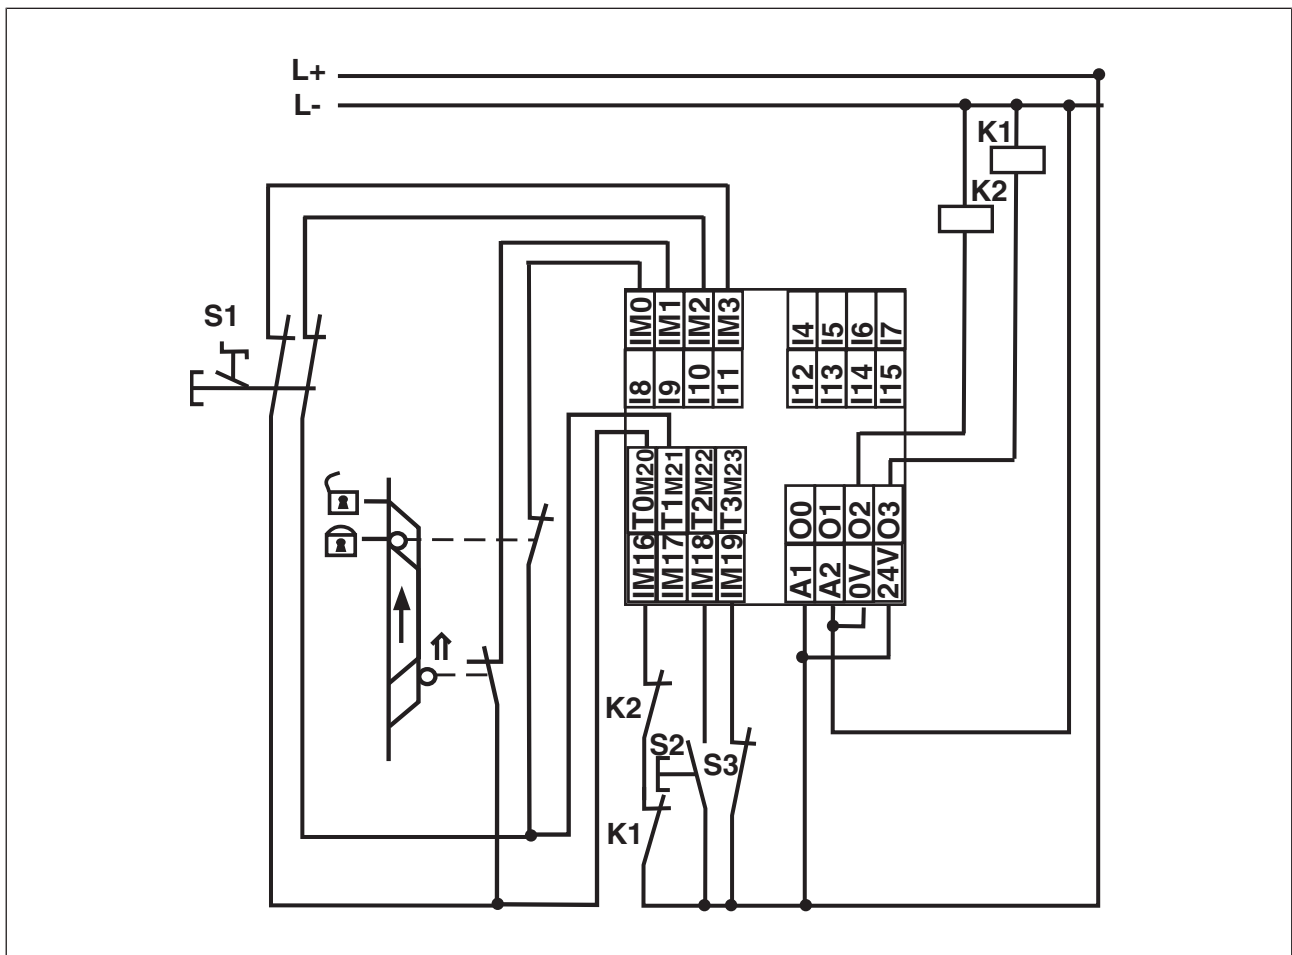 L+
L-
K1
K2
S1
IM0 IM1 IM2 IM3
I4 I5 I6 I7
I8 I9 I10 I11
I12 I13 I14 I15
T0M20 T1M21 T2M22 T3M23
O0 O1 O2 O3
IM16 IM17 IM18 IM19
A1 A2 0V 24V
K2
S2
S3
K1